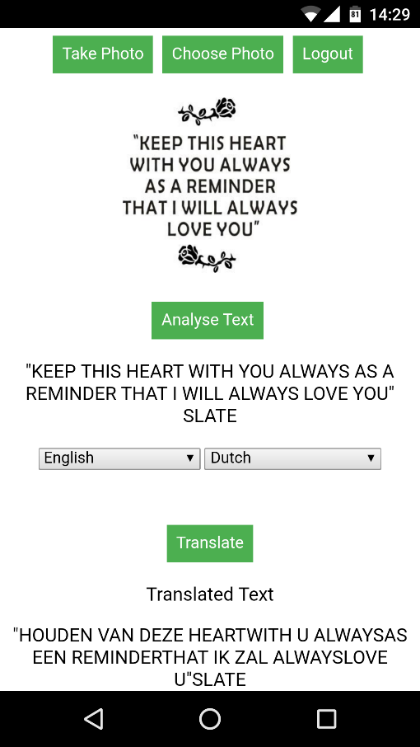 81 14:29
Take Photo Choose Photo Logout
"KEEP THIS HEART
WITH YOU ALWAYS
AS A REMINDER
THAT I WILL ALWAYS
LOVE YOU"
Analyse Text
"KEEP THIS HEART WITH YOU ALWAYS AS A
REMINDER THAT I WILL ALWAYS LOVE YOU"
SLATE
English Dutch
Translate
Translated Text
"HOUDEN VAN DEZE HEARTWITH U ALWAYSAS
EEN REMINDERTHAT IK ZAL ALWAYSLOVE
U"SLATE